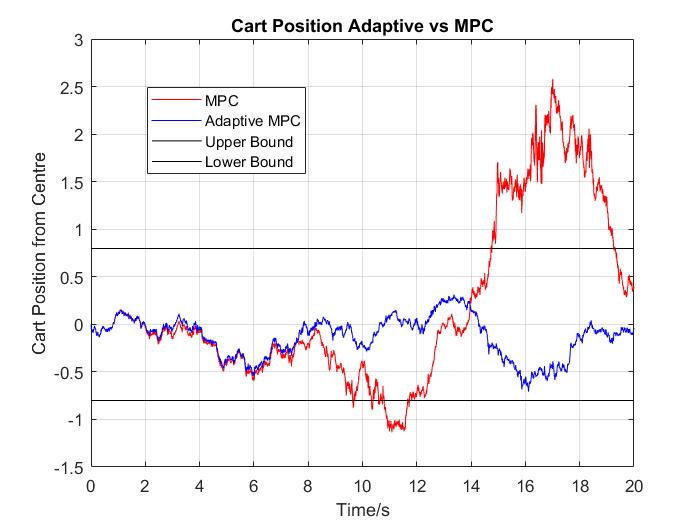 Cart Position Adaptive vs MPC
3
2.5
2
1.5
1
0.5
0
-0.5
-1
-1.5
Cart Position from Centre
MPC
Adaptive MPC
Upper Bound
Lower Bound
0 2 4 6 8 10 12 14 16 18 20
Time/s